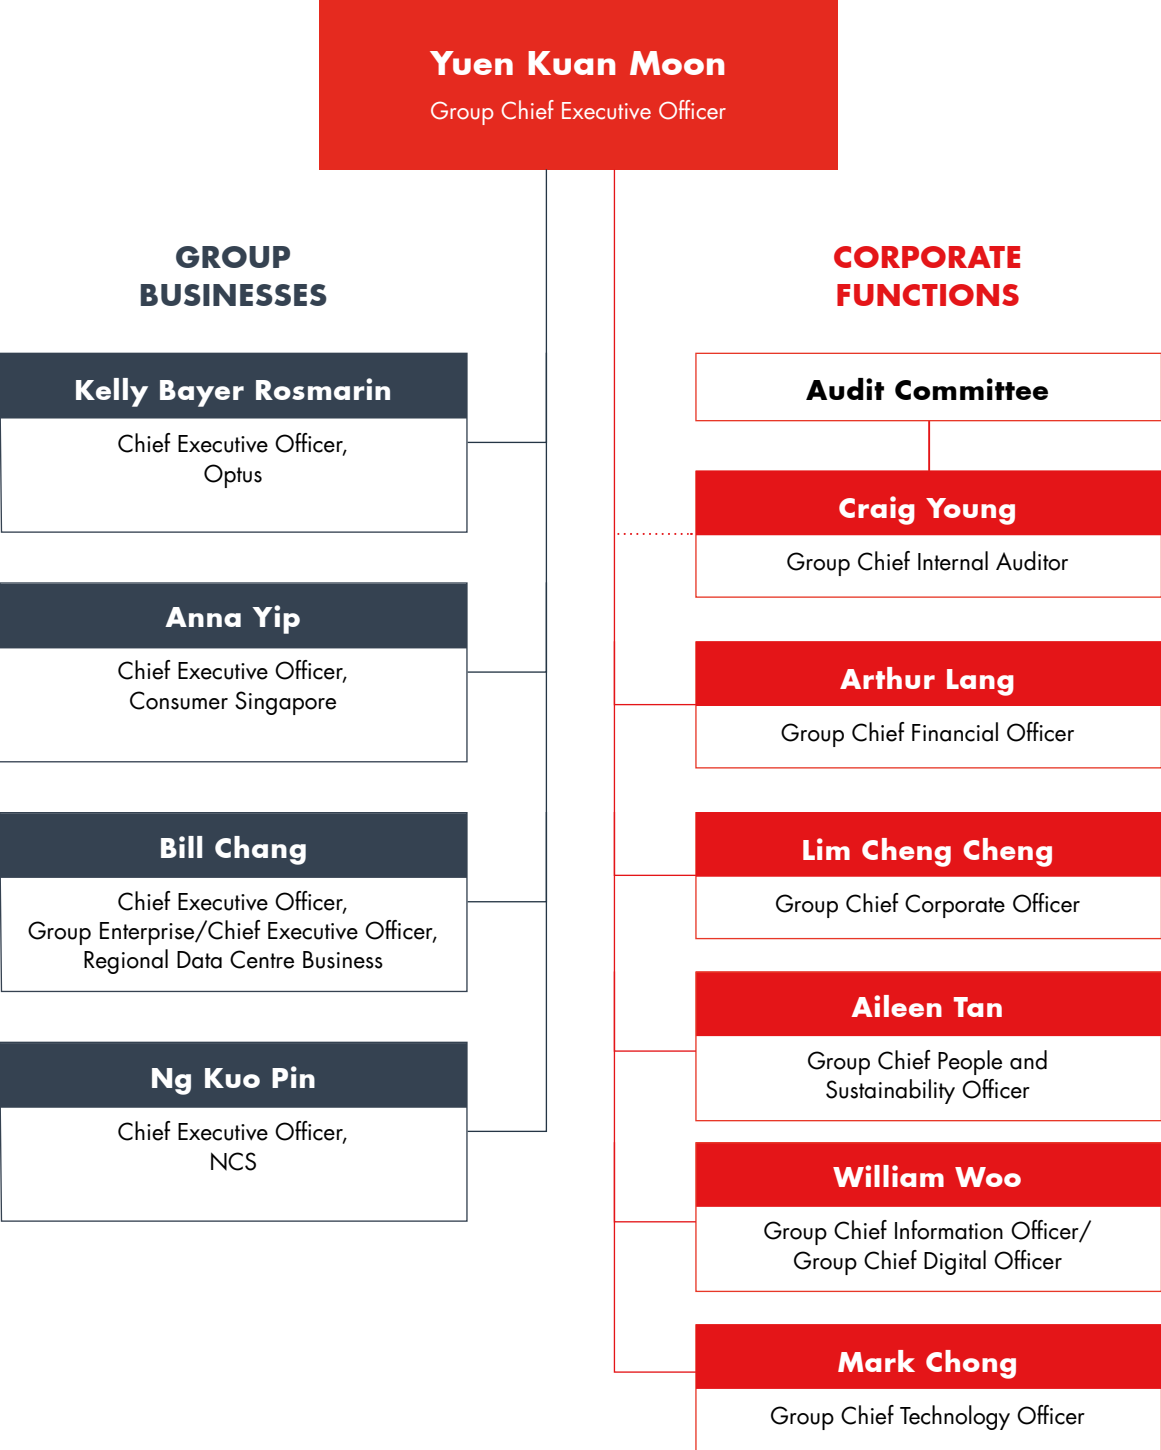 Yuen Kuan Moon
Group Chief Executive Officer
GROUP
BUSINESSES
Kelly Bayer Rosmarin
Chief Executive Officer,
Optus
Anna Yip
Chief Executive Officer,
Consumer Singapore
Bill Chang
Chief Executive Officer,
Group Enterprise/Chief Executive Officer,
Regional Data Centre Business
Ng Kuo Pin
Chief Executive Officer,
NCS
CORPORATE
FUNCTIONS
Audit Committee
Craig Young
Group Chief Internal Auditor
Arthur Lang
Group Chief Financial Officer
Lim Cheng Cheng
Group Chief Corporate Officer
Aileen Tan
Group Chief People and
Sustainability Officer
William Woo
Group Chief Information Officer/
Group Chief Digital Officer
Mark Chong
Group Chief Technology Officer